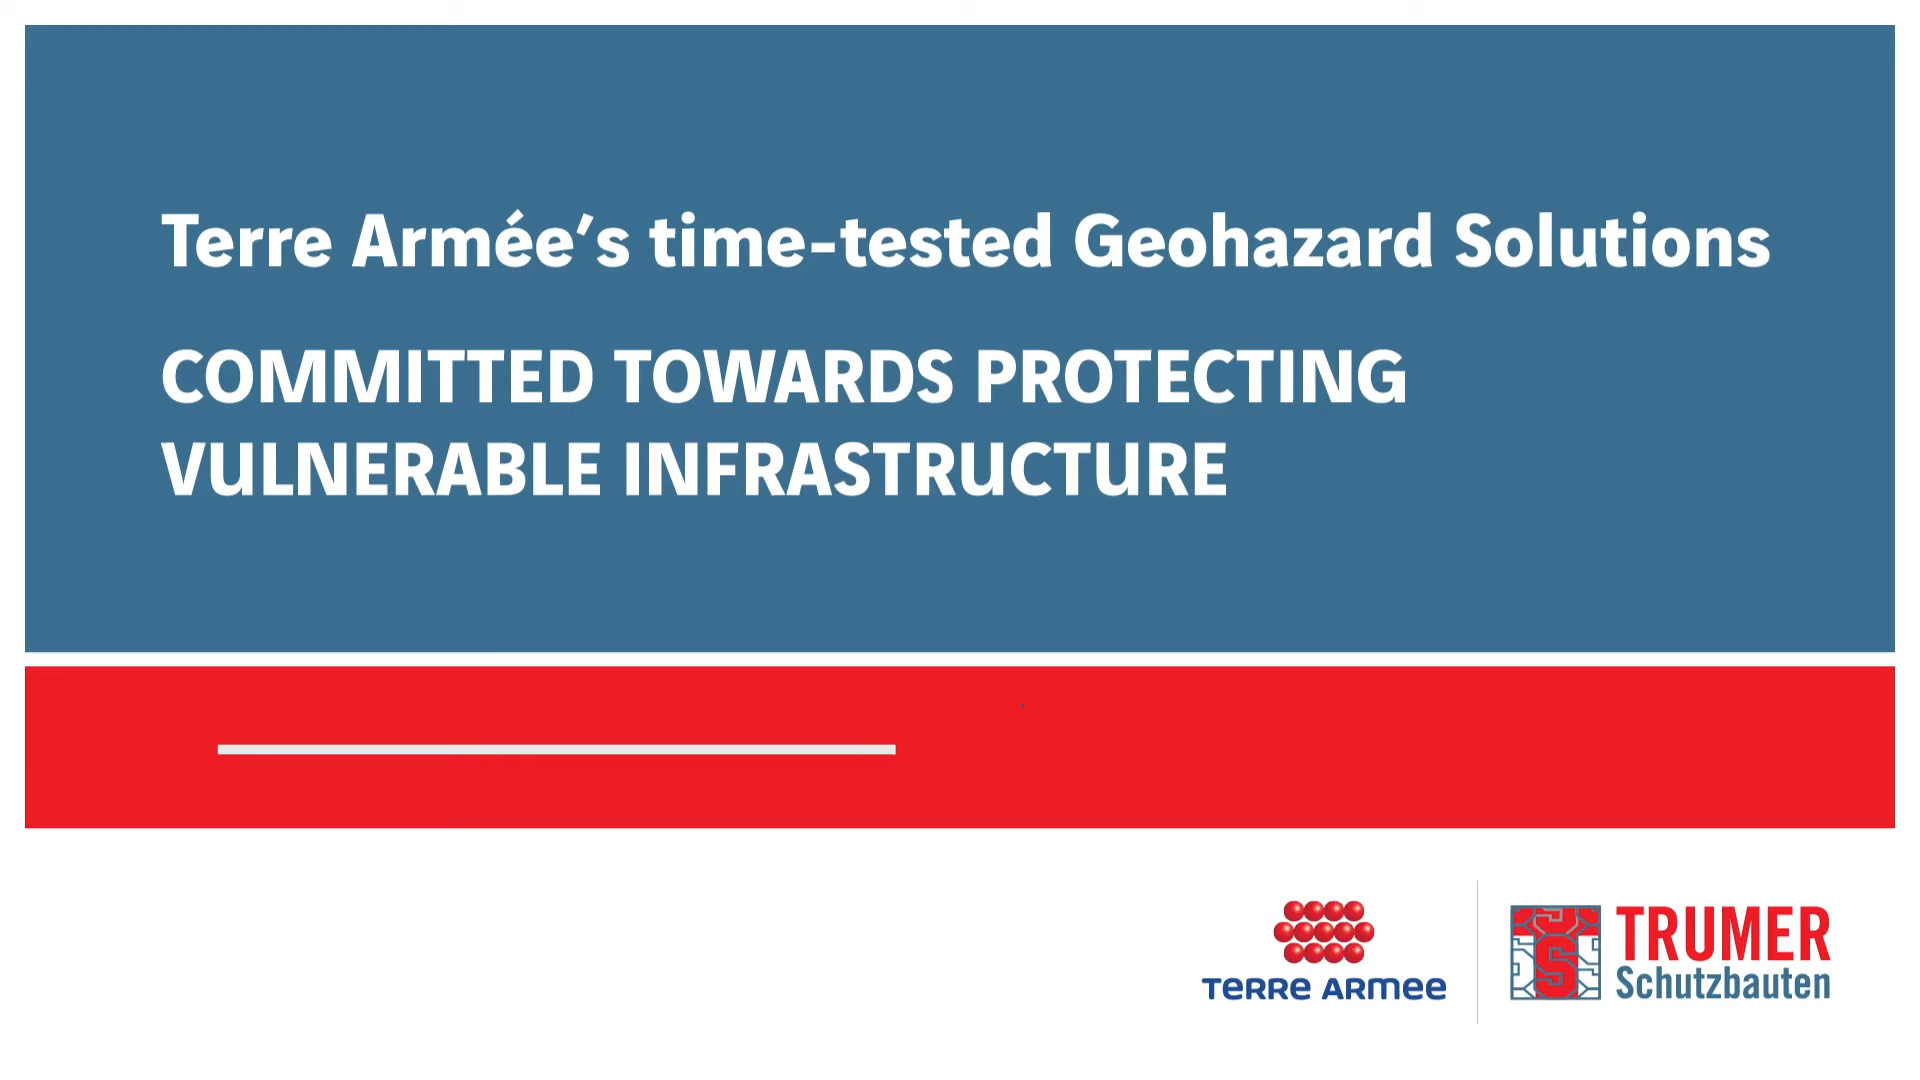 Terre Armée’s time-tested Geohazard Solutions
COMMITTED TOWARDS PROTECTING
VULNERABLE INFRASTRUCTURE
TERRE ARMEE
TRUMER
Schutzbauten